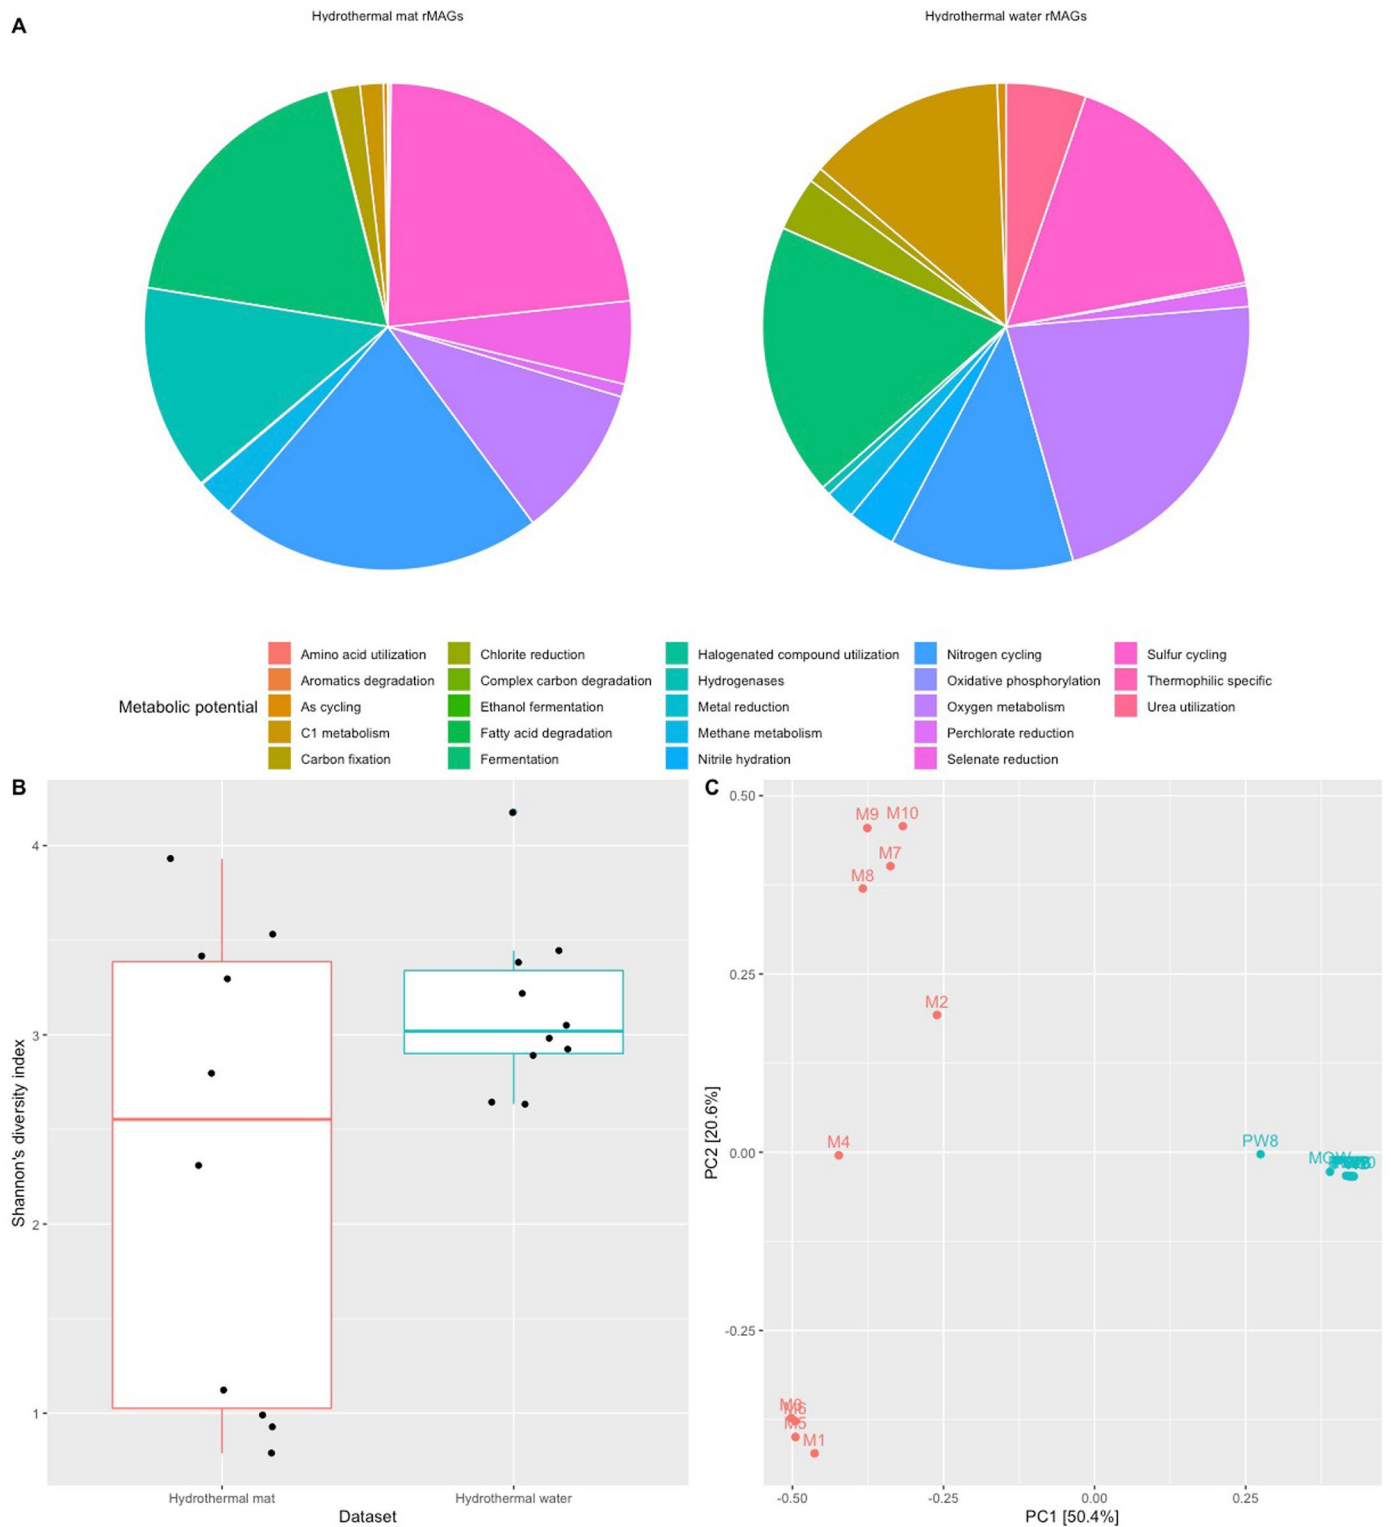 A
Hydrothermal mat rMAGs
Hydrothermal water rMAGs
Metabolic potential
Amino acid utilization
Aromatics degradation
As cycling
C1 metabolism
Carbon fixation
Chlorite reduction
Complex carbon degradation
Ethanol fermentation
Fatty acid degradation
Fermentation
Halogenated compound utilization
Hydrogenases
Metal reduction
Methane metabolism
Nitrile hydration
Nitrogen cycling
Oxidative phosphorylation
Oxygen metabolism
Perchlorate reduction
Selenate reduction
Sulfur cycling
Thermophilic specific
Urea utilization
B
Shannon's diversity index
4
3
2
1
Hydrothermal mat
Hydrothermal water
Dataset
C
PC2 [20.6%]
0.50
0.25
0.00
-0.25
M9
M10
M7
M8
M2
M4
PW8
M6
M5
M1
-0.50
-0.25
0.00
0.25
PC1 [50.4%]